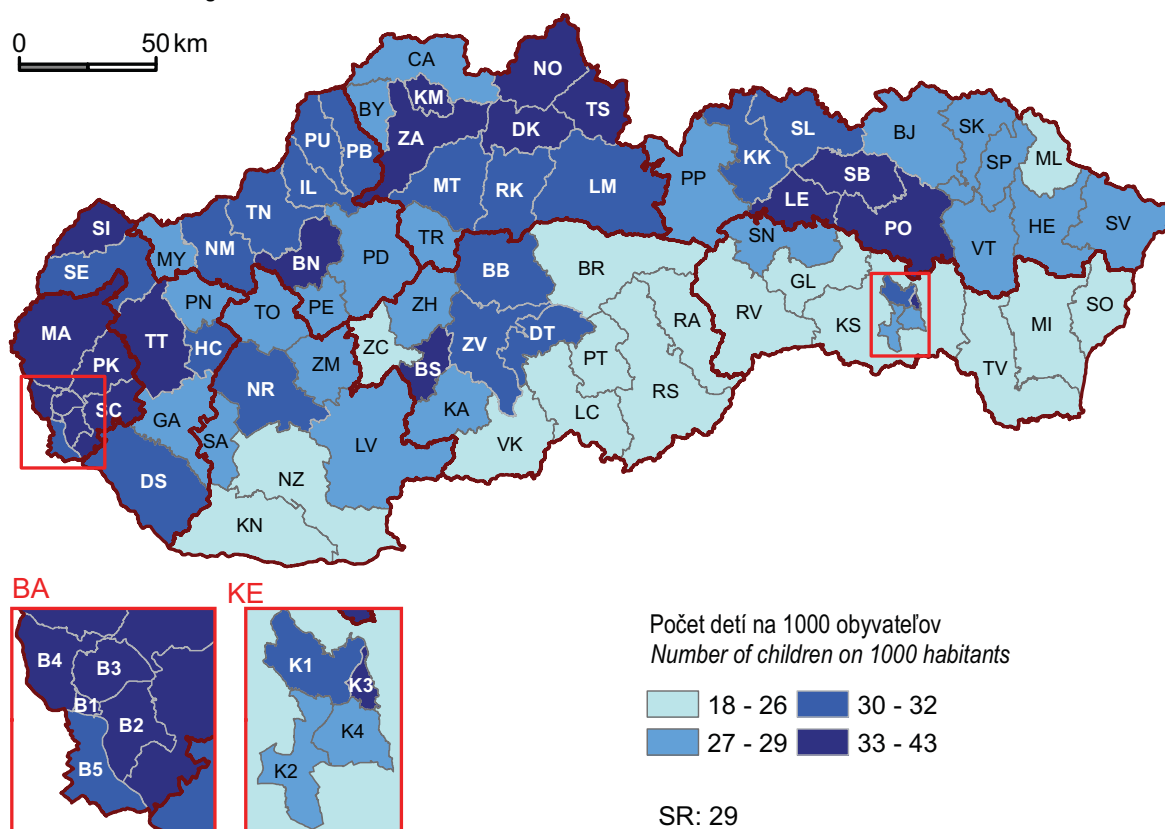 0 50 km
CA
NO
KM
TS
BY
ZA
DK
PU
PB
SL
BJ
SK
ML
KK
SP
IL
MT
RK
LM
PP
SB
LE
TN
SI
PO
HE
SV
NM
TR
SN
VT
MY
BN
PD
SE
BB
BR
GL
PN
TO
PE
ZH
RV
KS
SO
MA
TT
HC
ZC
ZV
DT
RA
MI
PK
ZM
BS
PT
TV
NR
RS
SC
GA
KA
LC
SA
LV
VK
DS
NZ
KN
BA
KE
B4
B3
B1
B2
B5
K1
K3
K4
K2
Počet detí na 1000 obyvateľov
Number of children on 1000 habitants
18 - 26 30 - 32
27 - 29 33 - 43
SR: 29